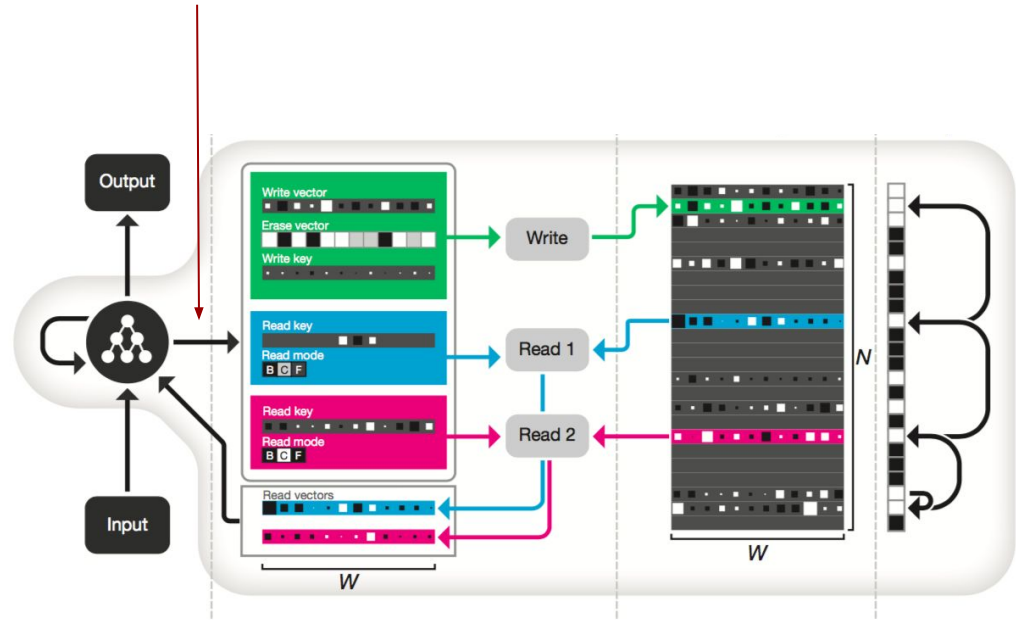 Output
Input
Write vector
Erase vector
Write key
Read key
Read mode
B C F
Read key
Read mode
B C F
Read vectors
W
Write
Read 1
Read 2
N
W